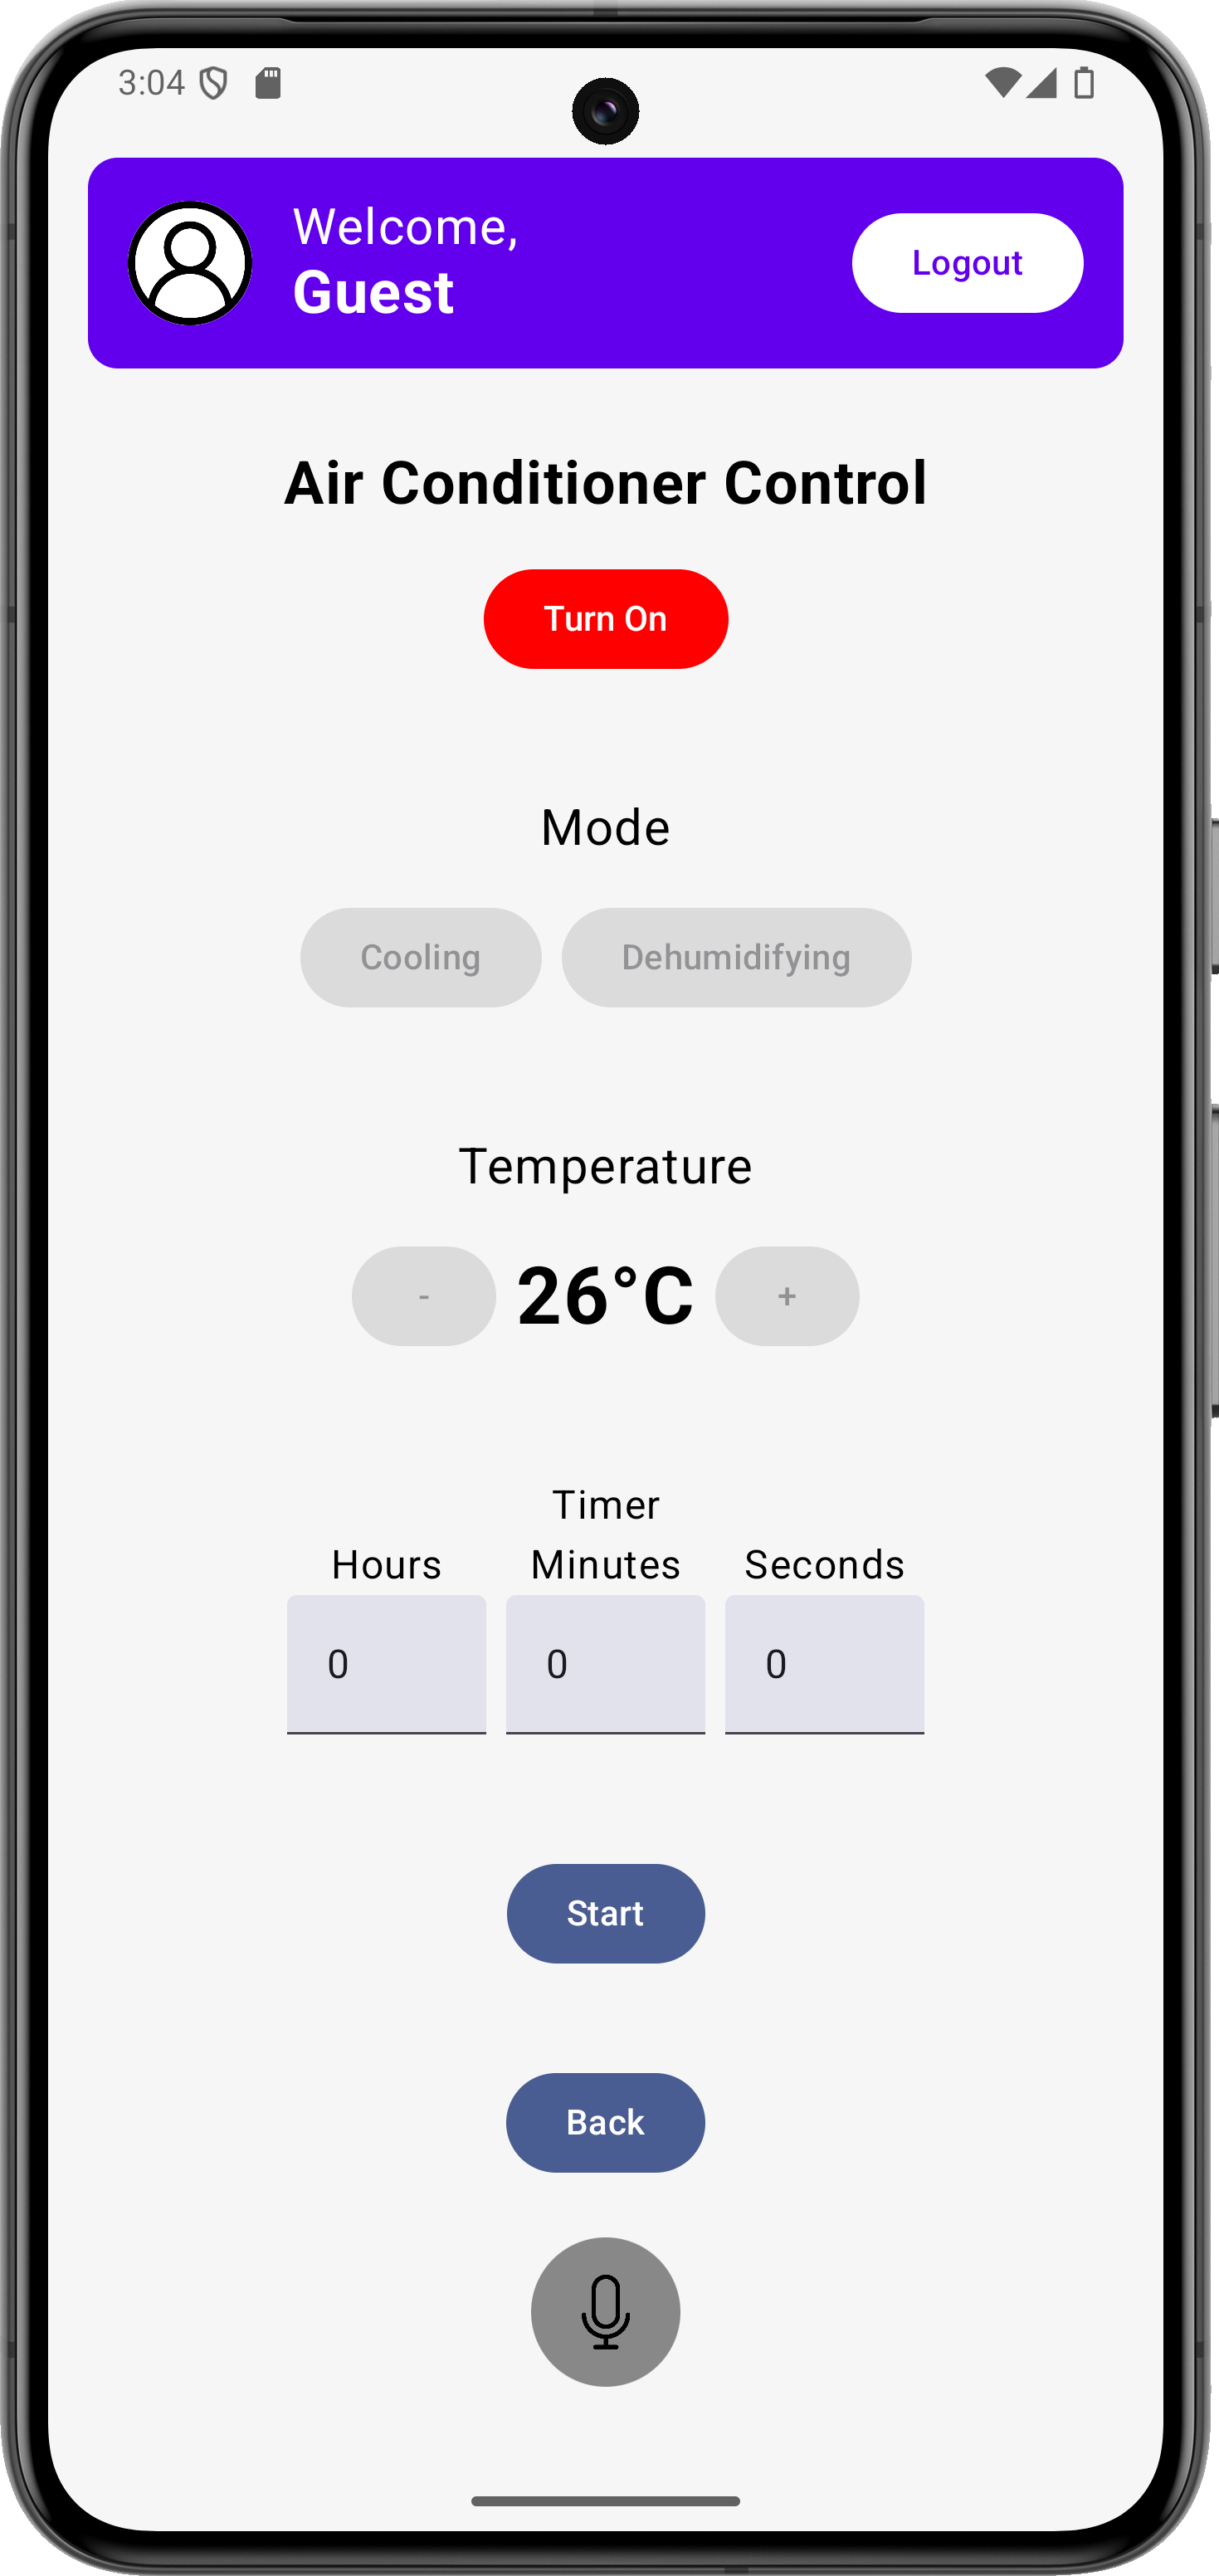 3:04
Welcome,
Guest
Logout
Air Conditioner Control
Turn On
Mode
Cooling Dehumidifying
Temperature
- 26°C +
Timer
Hours Minutes Seconds
0 0 0
Start
Back